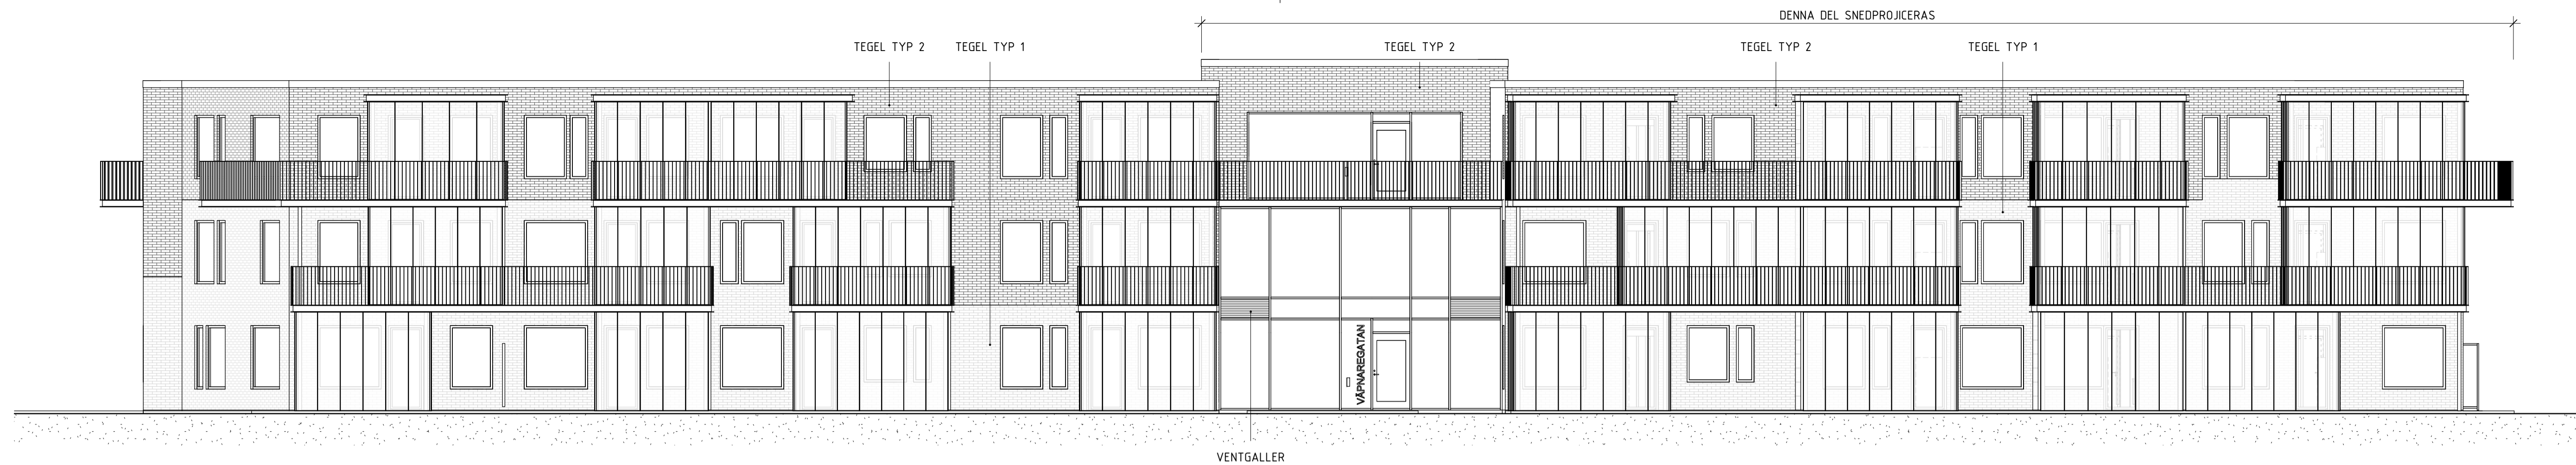 DENNA DEL SNEDPROJICERAS
TEGEL TYP 2
TEGEL TYP 1
TEGEL TYP 2
TEGEL TYP 2
TEGEL TYP 1
VÄPNAREGATAN
VENTGALLER